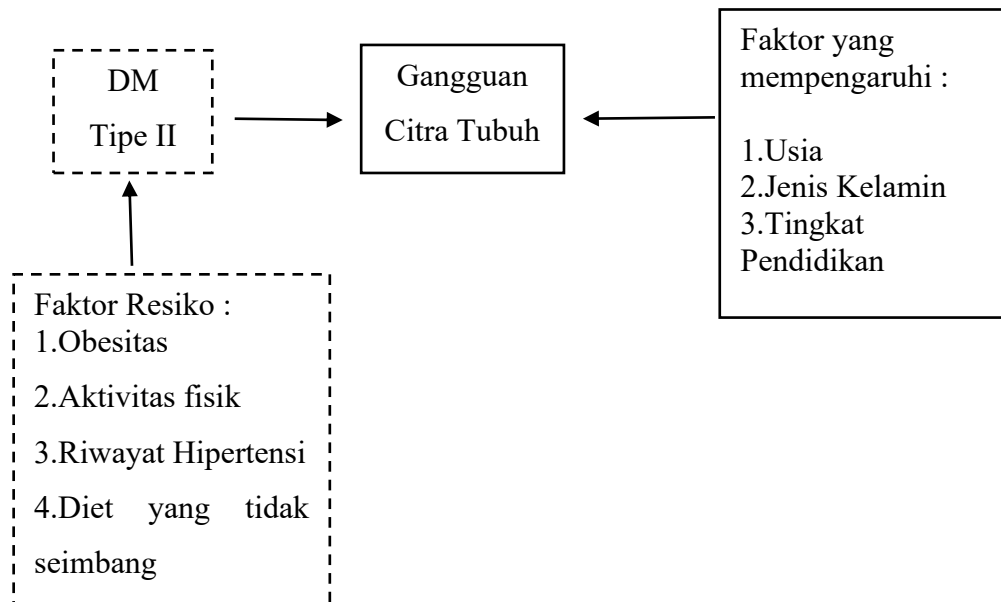 DM
Tipe II
Gangguan
Citra Tubuh
Faktor yang
mempengaruhi :
1.Usia
2.Jenis Kelamin
3.Tingkat
Pendidikan
Faktor Resiko :
1.Obesitas
2.Aktivitas fisik
3.Riwayat Hipertensi
4.Diet yang tidak
seimbang